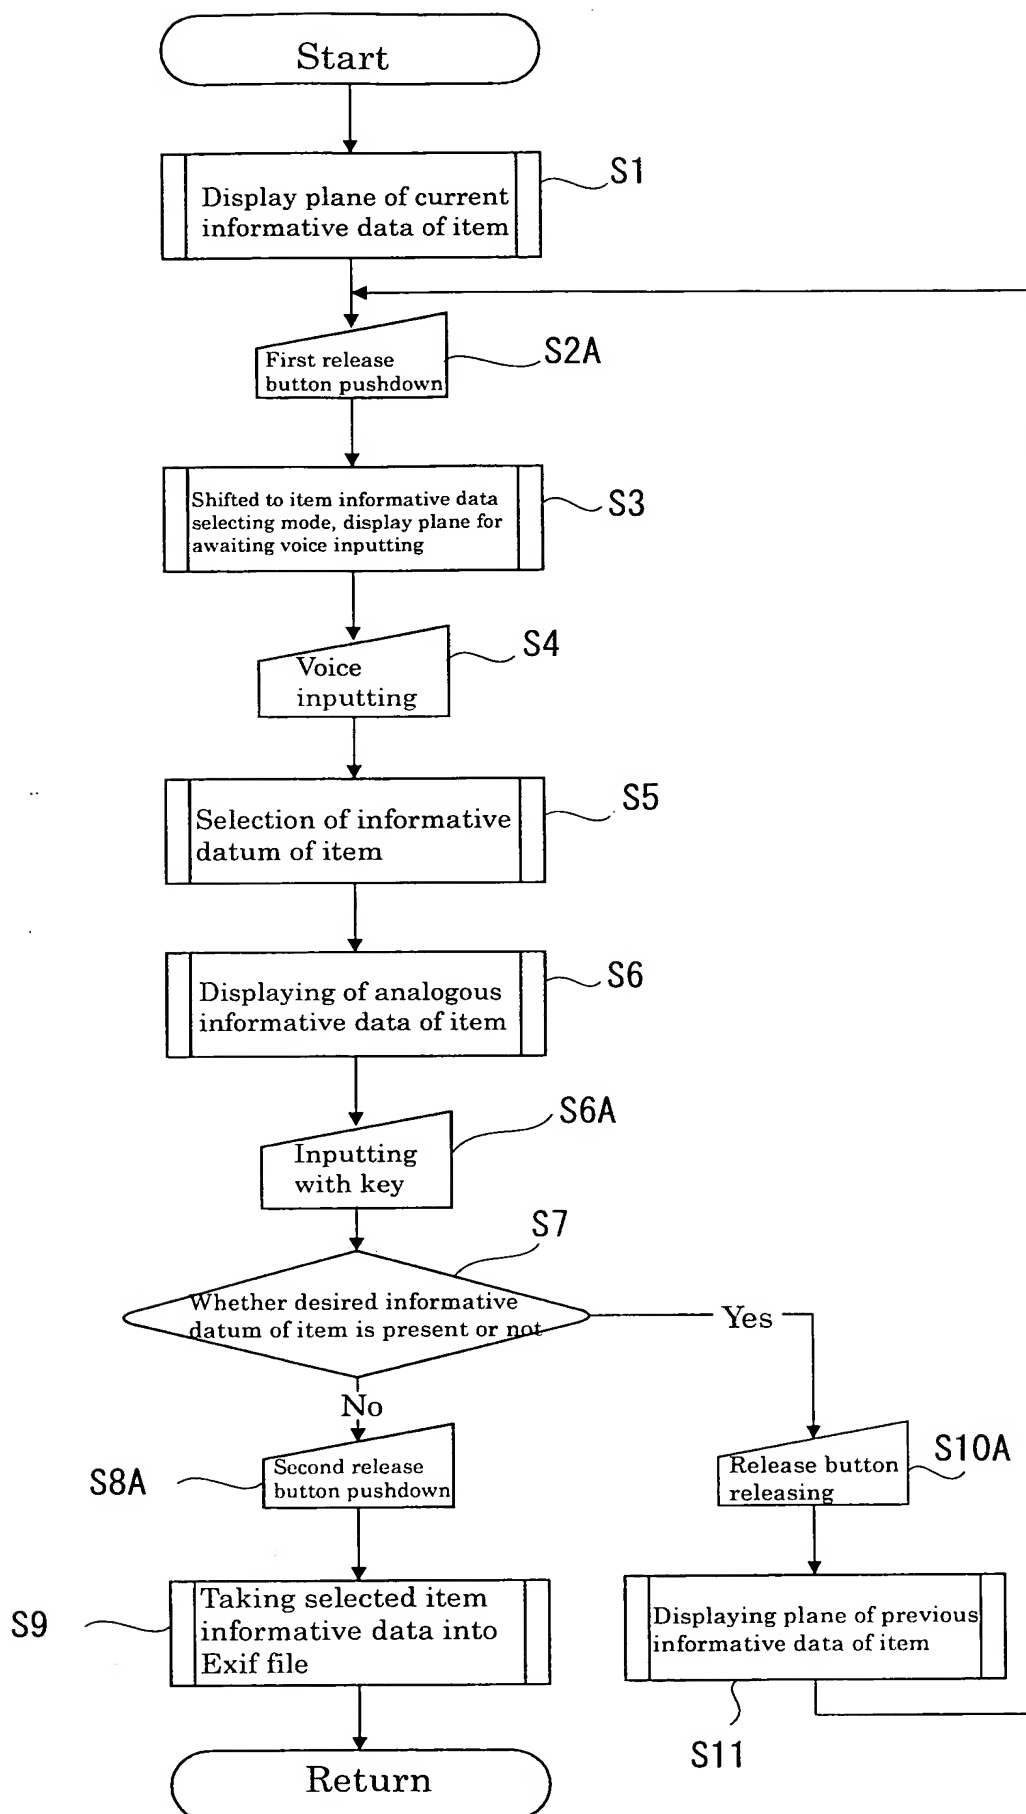 Start
Display plane of current
informative data of item
S1
First release
button pushdown
S2A
Shifted to item informative data
selecting mode, display plane for
awaiting voice inputting
S3
Voice
inputting
S4
Selection of informative
datum of item
S5
Displaying of analogous
informative data of item
S6
Inputting
with key
S6A
S7
Whether desired informative
datum of item is present or not
Yes
No
Second release
button pushdown
S8A
Release button
releasing
S10A
Taking selected item
informative data into
Exif file
S9
Displaying plane of previous
informative data of item
S11
Return